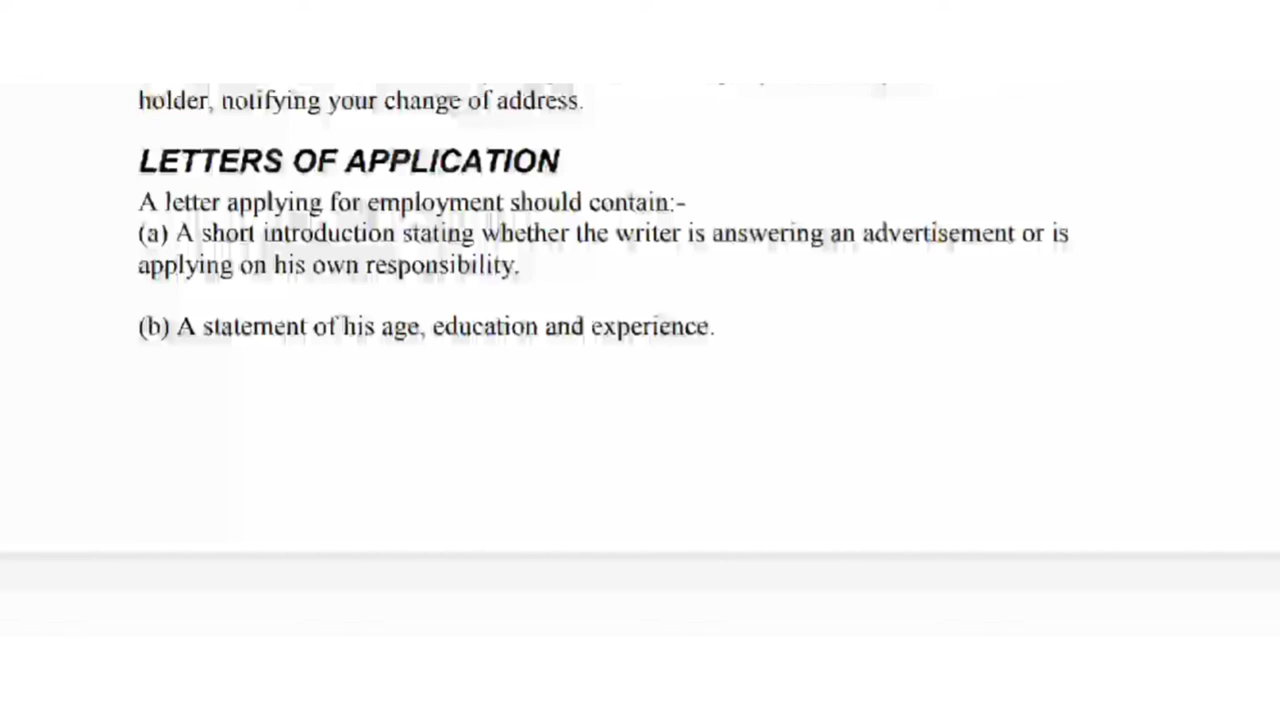 holder, notifying your change of address.
LETTERS OF APPLICATION
A letter applying for employment should contain:-
(a) A short introduction stating whether the writer is answering an advertisement or is
applying on his own responsibility.
(b) A statement of his age, education and experience.